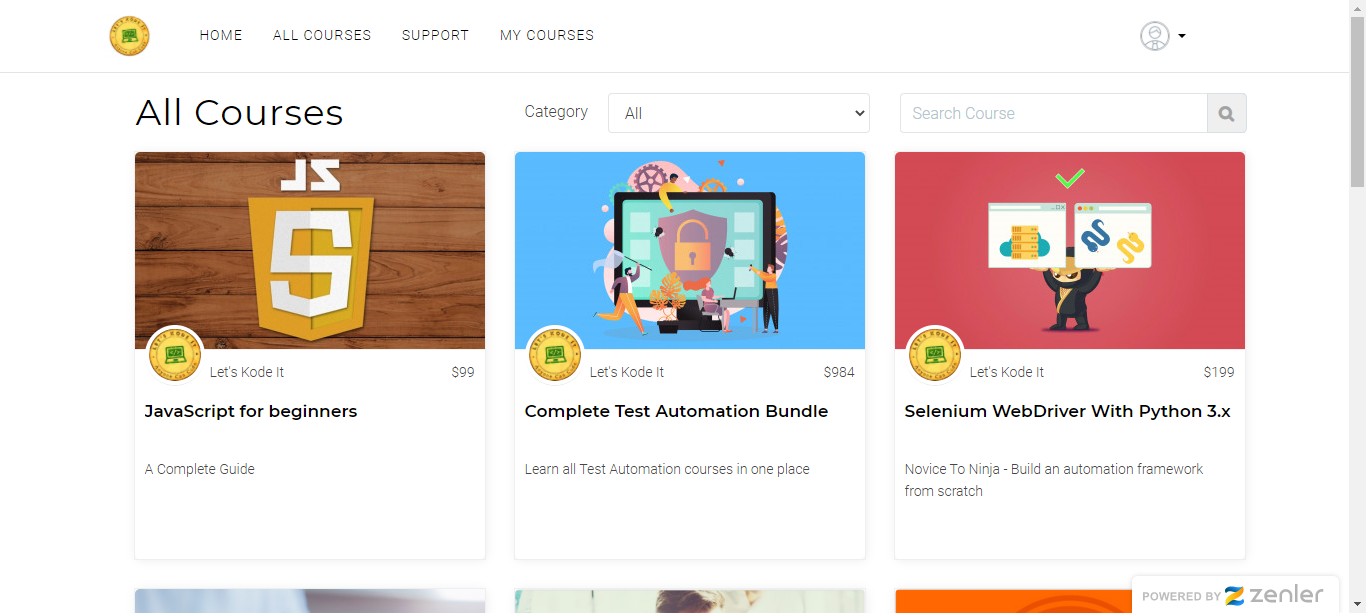 HOME ALL COURSES SUPPORT MY COURSES
All Courses
Category All Search Course
JS
5
Let's Kode It $99
JavaScript for beginners
A Complete Guide
Let's Kode It $984
Complete Test Automation Bundle
Learn all Test Automation courses in one place
Let's Kode It $199
Selenium WebDriver With Python 3.x
Novice To Ninja - Build an automation framework
from scratch
POWERED BY zenler